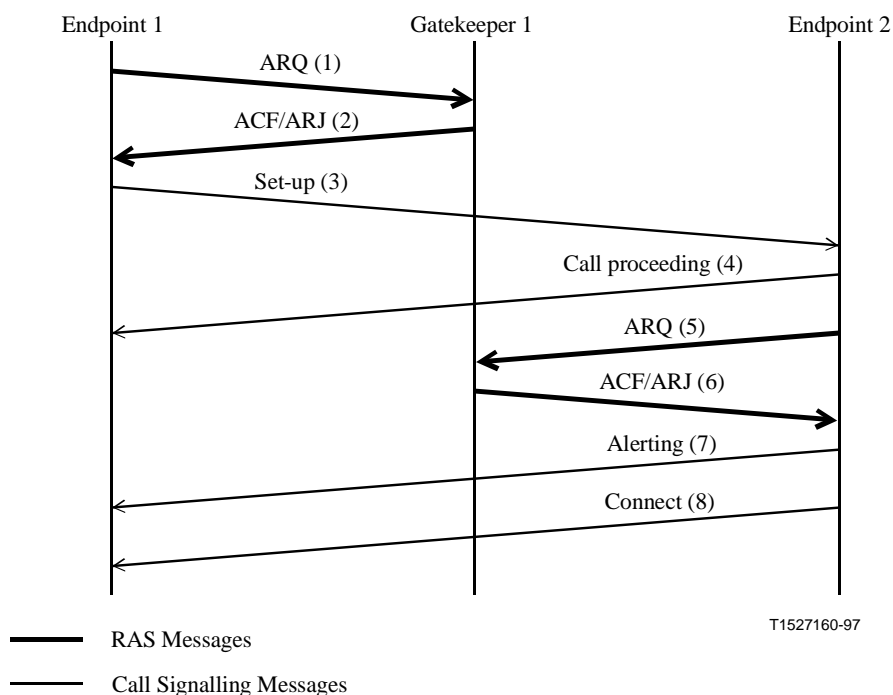 Endpoint 1
Gatekeeper 1
Endpoint 2
ARQ (1)
ACF/ARJ (2)
Set-up (3)
Call proceeding (4)
ARQ (5)
ACF/ARJ (6)
Alerting (7)
Connect (8)
T1527160-97
RAS Messages
Call Signalling Messages